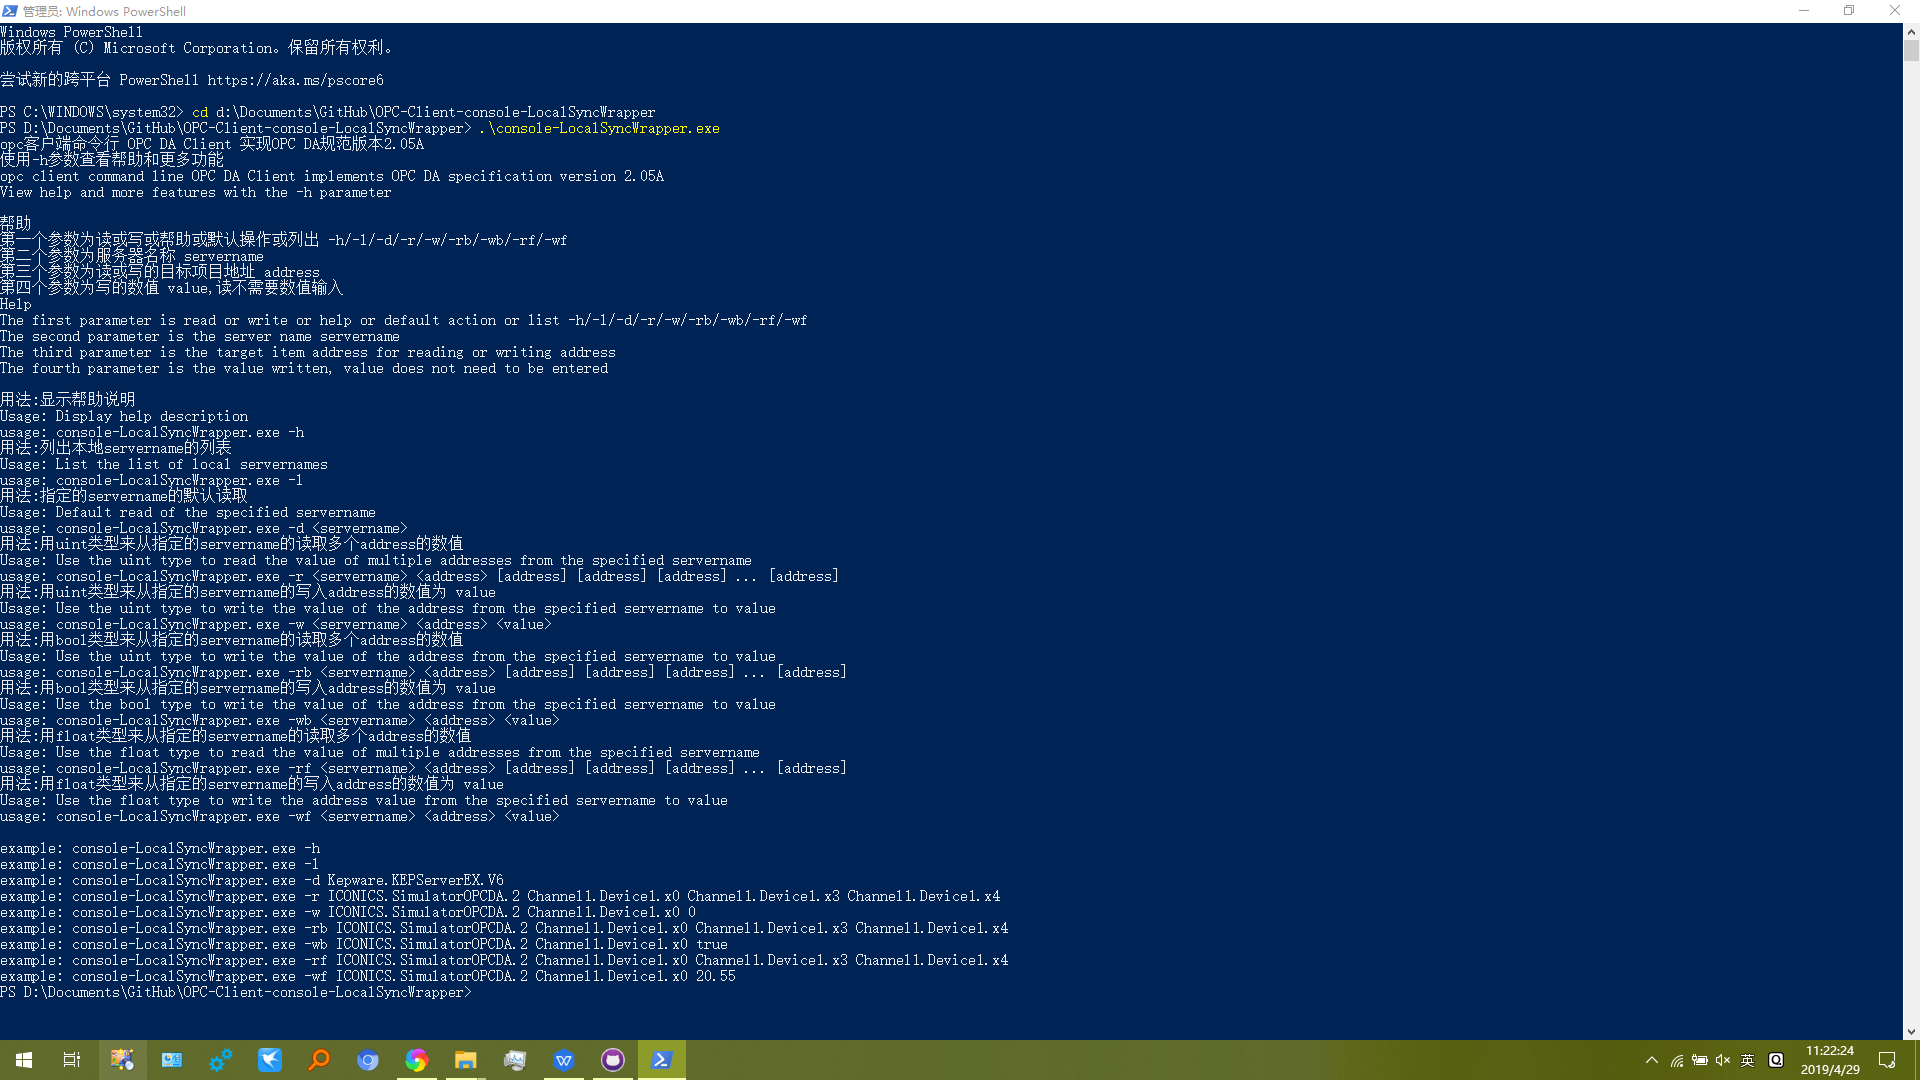 管理员: Windows PowerShell
Windows PowerShell
版权所有 (C) Microsoft Corporation。保留所有权利。
尝试新的跨平台 PowerShell https://aka.ms/pscore6
PS C:\WINDOWS\system32> cd d:\Documents\GitHub\OPC-Client-console-LocalSyncWrapper
PS D:\Documents\GitHub\OPC-Client-console-LocalSyncWrapper> .\console-LocalSyncWrapper.exe
opc客户端命令行 OPC DA Client 实现OPC DA规范版本2.05A
使用-h参数查看帮助和更多功能
opc client command line OPC DA Client implements OPC DA specification version 2.05A
View help and more features with the -h parameter
帮助
第一个参数为读或写或帮助或默认操作或列出 -h/-l/-d/-r/-w/-rb/-wb/-rf/-wf
第二个参数为服务器名称 servername
第三个参数为读或写的目标项目地址 address
第四个参数为写的数值 value,读不需要数值输入
Help
The first parameter is read or write or help or default action or list -h/-l/-d/-r/-w/-rb/-wb/-rf/-wf
The second parameter is the server name servername
The third parameter is the target item address for reading or writing address
The fourth parameter is the value written, value does not need to be entered
用法:显示帮助说明
Usage: Display help description
usage: console-LocalSyncWrapper.exe -h
用法:列出本地servername的列表
Usage: List the list of local servernames
usage: console-LocalSyncWrapper.exe -l
用法:指定的servername的默认读取
Usage: Default read of the specified servername
usage: console-LocalSyncWrapper.exe -d <servername>
用法:用uint类型来从指定的servername的读取多个address的数值
Usage: Use the uint type to read the value of multiple addresses from the specified servername
usage: console-LocalSyncWrapper.exe -r <servername> <address> [address] [address] [address] ... [address]
用法:用uint类型来从指定的servername的写入address的数值为 value
Usage: Use the uint type to write the value of the address from the specified servername to value
usage: console-LocalSyncWrapper.exe -w <servername> <address> <value>
用法:用bool类型来从指定的servername的读取多个address的数值
Usage: Use the uint type to write the value of the address from the specified servername to value
usage: console-LocalSyncWrapper.exe -rb <servername> <address> [address] [address] [address] ... [address]
用法:用bool类型来从指定的servername的写入address的数值为 value
Usage: Use the bool type to write the value of the address from the specified servername to value
usage: console-LocalSyncWrapper.exe -wb <servername> <address> <value>
用法:用float类型来从指定的servername的读取多个address的数值
Usage: Use the float type to read the value of multiple addresses from the specified servername
usage: console-LocalSyncWrapper.exe -rf <servername> <address> [address] [address] [address] ... [address]
用法:用float类型来从指定的servername的写入address的数值为 value
Usage: Use the float type to write the address value from the specified servername to value
usage: console-LocalSyncWrapper.exe -wf <servername> <address> <value>
example: console-LocalSyncWrapper.exe -h
example: console-LocalSyncWrapper.exe -l
example: console-LocalSyncWrapper.exe -d Kepware.KEPServerEX.V6
example: console-LocalSyncWrapper.exe -r ICONICS.SimulatorOPCDA.2 Channel1.Device1.x0 Channel1.Device1.x3 Channel1.Device1.x4
example: console-LocalSyncWrapper.exe -w ICONICS.SimulatorOPCDA.2 Channel1.Device1.x0 0
example: console-LocalSyncWrapper.exe -rb ICONICS.SimulatorOPCDA.2 Channel1.Device1.x0 Channel1.Device1.x3 Channel1.Device1.x4
example: console-LocalSyncWrapper.exe -wb ICONICS.SimulatorOPCDA.2 Channel1.Device1.x0 true
example: console-LocalSyncWrapper.exe -rf ICONICS.SimulatorOPCDA.2 Channel1.Device1.x0 Channel1.Device1.x3 Channel1.Device1.x4
example: console-LocalSyncWrapper.exe -wf ICONICS.SimulatorOPCDA.2 Channel1.Device1.x0 20.55
PS D:\Documents\GitHub\OPC-Client-console-LocalSyncWrapper>
英
11:22:24
2019/4/29